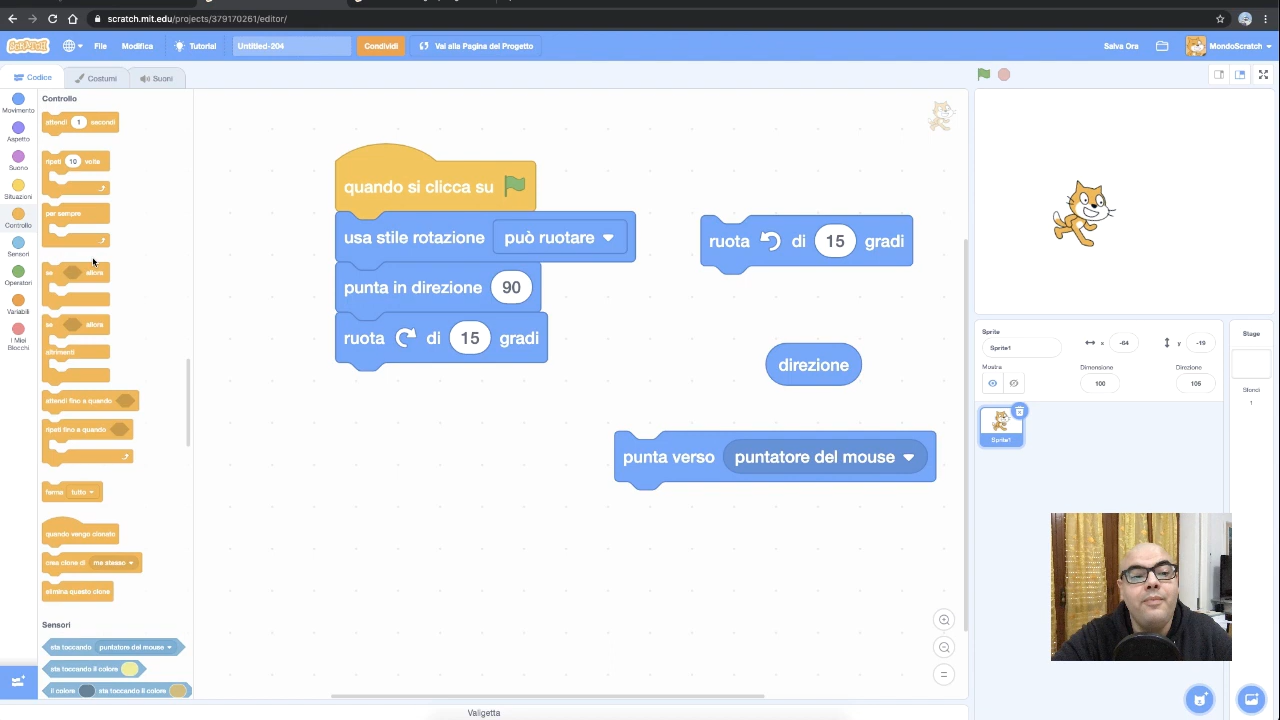 scratch.mit.edu/projects/379170261/editor/
SCRATCH
File
Modifica
Tutorial
Untitled-204
Condividi
Vai alla Pagina del Progetto
Salva Ora
MondoScratch
Codice
Costumi
Suoni
Movimento
Aspetto
Suono
Situazioni
Controllo
Sensori
Operatori
Variabili
I Miei
Blocchi
Controllo
attendi 1 secondi
ripeti 10 volte
per sempre
se allora
se allora
altrimenti
attendi fino a quando
ripeti fino a quando
ferma tutto
quando vengo clonato
crea clone di me stesso
elimina questo clone
Sensori
sta toccando puntatore del mouse
sta toccando il colore
il colore sta toccando il colore
quando si clicca su
usa stile rotazione può ruotare
punta in direzione 90
ruota di 15 gradi
ruota di 15 gradi
direzione
punta verso puntatore del mouse
Valigetta
Sprite
Sprite1
x -64
y -19
Mostra
Dimensione
100
Direzione
105
Sprite1
Stage
Sfondi
1